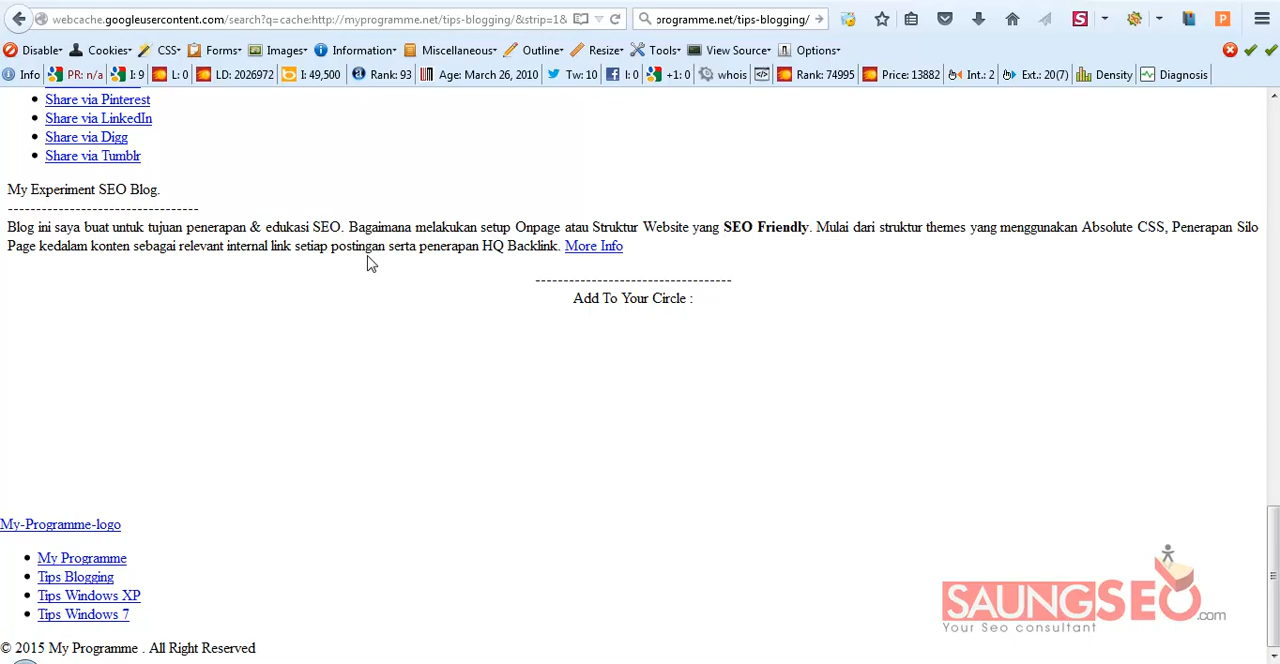 webcache.googleusercontent.com/search?q=cache:http://myprogramme.net/tips-blogging/&strip=1& programme.net/tips-blogging/
Disable Cookies CSS Forms Images Information Miscellaneous Outline Resize Tools View Source Options
Info PR: n/a I: 9 L: 0 LD: 2026972 I: 49,500 Rank: 93 Age: March 26, 2010 Tw: 10 I: 0 +1: 0 whois Rank: 74995 Price: 13882 Int.: 2 Ext.: 20(7) Density Diagnosis
Share via Pinterest
Share via LinkedIn
Share via Digg
Share via Tumblr
My Experiment SEO Blog.
----------------------------------
Blog ini saya buat untuk tujuan penerapan & edukasi SEO. Bagaimana melakukan setup Onpage atau Struktur Website yang SEO Friendly. Mulai dari struktur themes yang menggunakan Absolute CSS, Penerapan Silo
Page kedalam konten sebagai relevant internal link setiap postingan serta penerapan HQ Backlink. More Info
-----------------------------------
Add To Your Circle :
My-Programme-logo
My Programme
Tips Blogging
Tips Windows XP
Tips Windows 7
SAUNGSEO.com
Your Seo consultant
© 2015 My Programme . All Right Reserved